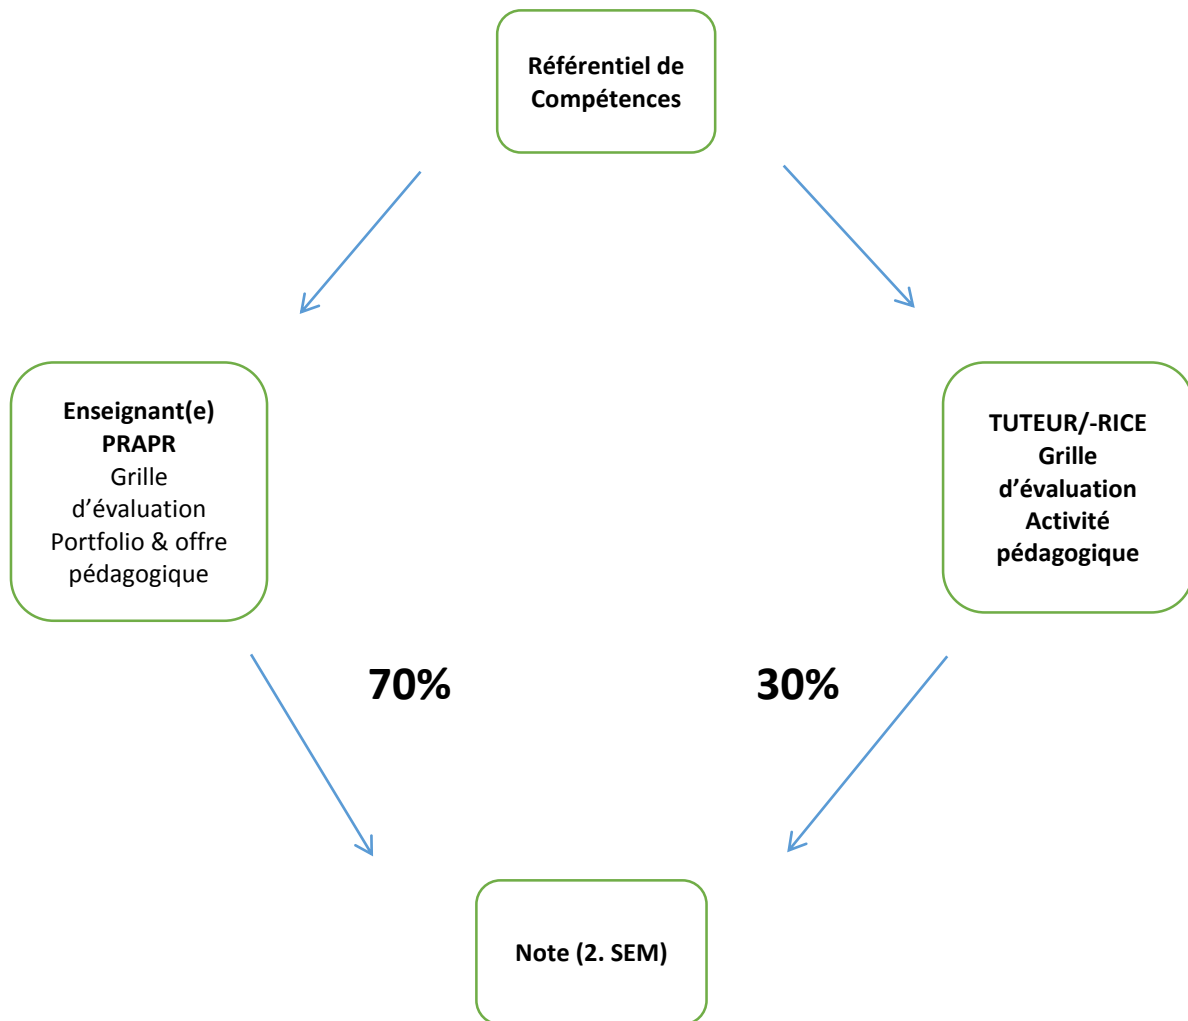 Référentiel de
Compétences
Enseignant(e)
PRAPR
Grille
d’évaluation
Portfolio & offre
pédagogique
TUTEUR/-RICE
Grille
d’évaluation
Activité
pédagogique
70%
30%
Note (2. SEM)